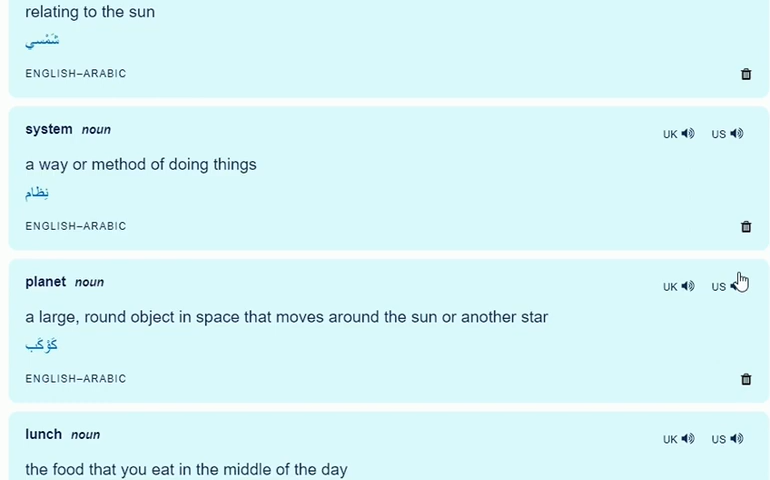 relating to the sun
شَمْسي
ENGLISH–ARABIC
system noun
UK US
a way or method of doing things
نِظام
ENGLISH–ARABIC
planet noun
UK US
a large, round object in space that moves around the sun or another star
كَوْكَب
ENGLISH–ARABIC
lunch noun
UK US
the food that you eat in the middle of the day